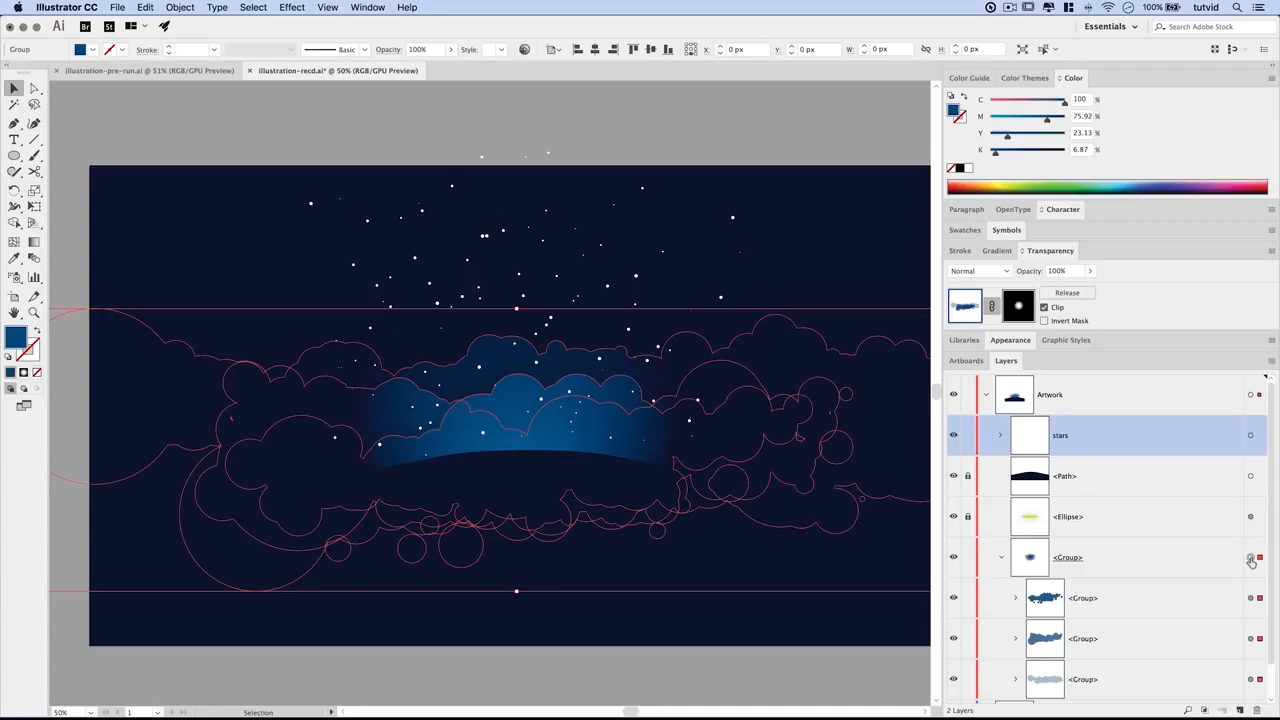 Illustrator CC File Edit Object Type Select Effect View Window Help 100% tutvid
Ai Br St Essentials Search Adobe Stock
Group Stroke: Basic Opacity: 100% Style: X: 0 px Y: 0 px W: 0 px H: 0 px
× illustration-pre-run.ai @ 51% (RGB/GPU Preview) × illustration-recd.ai* @ 50% (RGB/GPU Preview)
Color Guide Color Themes Color
C 100 %
M 75.92 %
Y 23.13 %
K 6.87 %
Paragraph OpenType Character
Swatches Symbols
Stroke Gradient Transparency
Normal Opacity: 100%
Release
Clip
Invert Mask
Libraries Appearance Graphic Styles
Artboards Layers
Artwork
stars
<Path>
<Ellipse>
<Group>
<Group>
<Group>
<Group>
50% 1 Selection 2 Layers